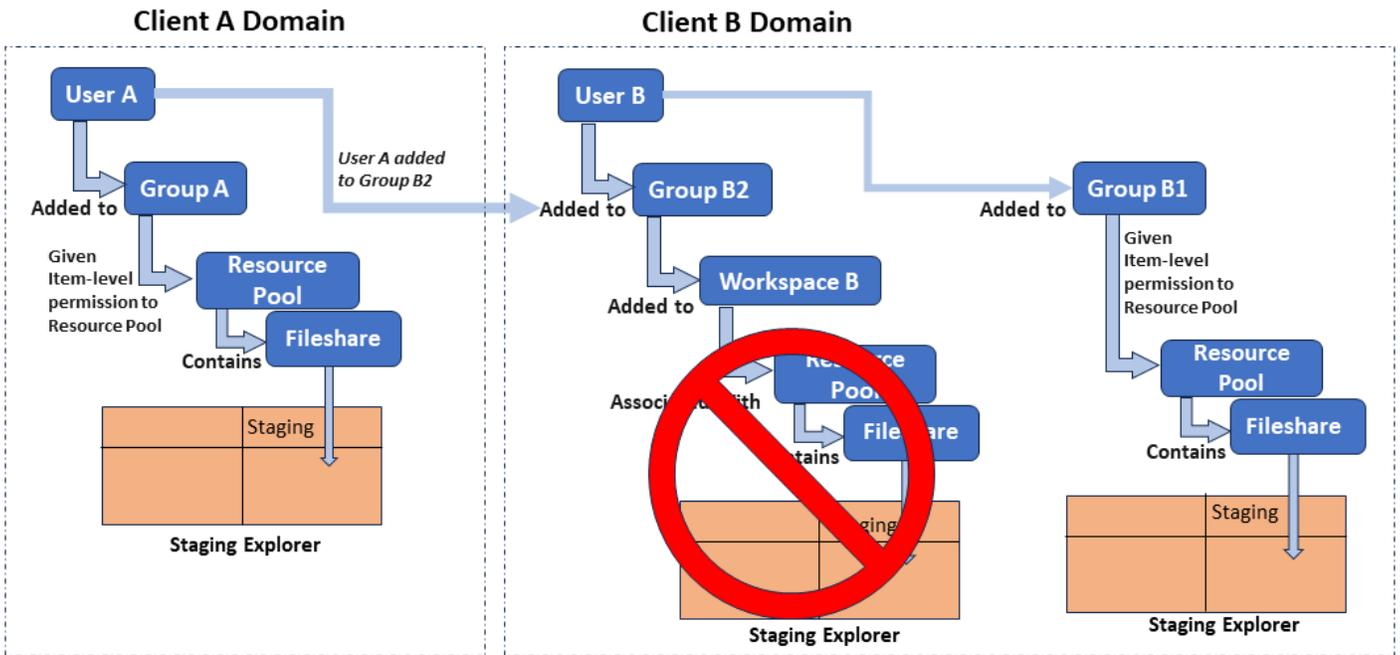 Client A Domain
Client B Domain
User A
User A added
to Group B2
Group A
Added to
Given
Item-level
permission to
Resource Pool
Resource
Pool
Fileshare
Contains
Staging
Staging Explorer
User B
Added to
Group B2
Added to
Workspace B
Pool
Staging Explorer
Added to
Group B1
Given
Item-level
permission to
Resource Pool
Resource
Pool
Fileshare
Contains
Staging
Staging Explorer